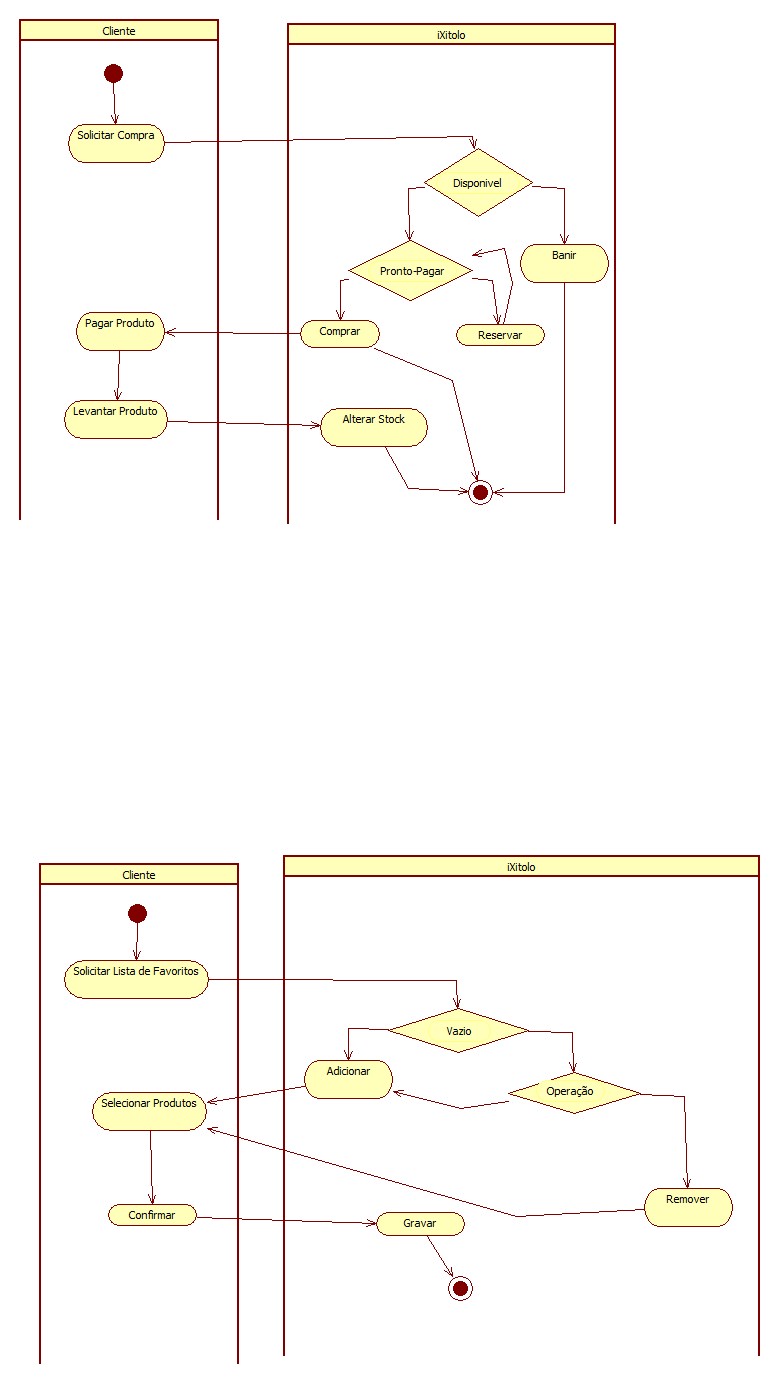 Cliente
iXitolo
Solicitar Compra
Disponivel
Banir
Pronto-Pagar
Pagar Produto
Comprar
Reservar
Levantar Produto
Alterar Stock
Cliente
iXitolo
Solicitar Lista de Favoritos
Vazio
Adicionar
Operação
Selecionar Produtos
Remover
Confirmar
Gravar